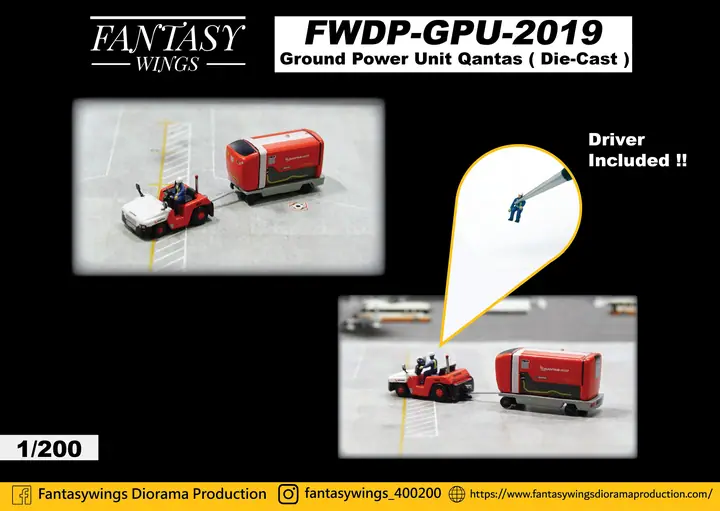 FANTASY
WINGS
FWDP-GPU-2019
Ground Power Unit Qantas ( Die-Cast )
Driver
Included !!
1/200
Fantasywings Diorama Production
fantasywings_400200
https://www.fantasywingsdioramaproduction.com/